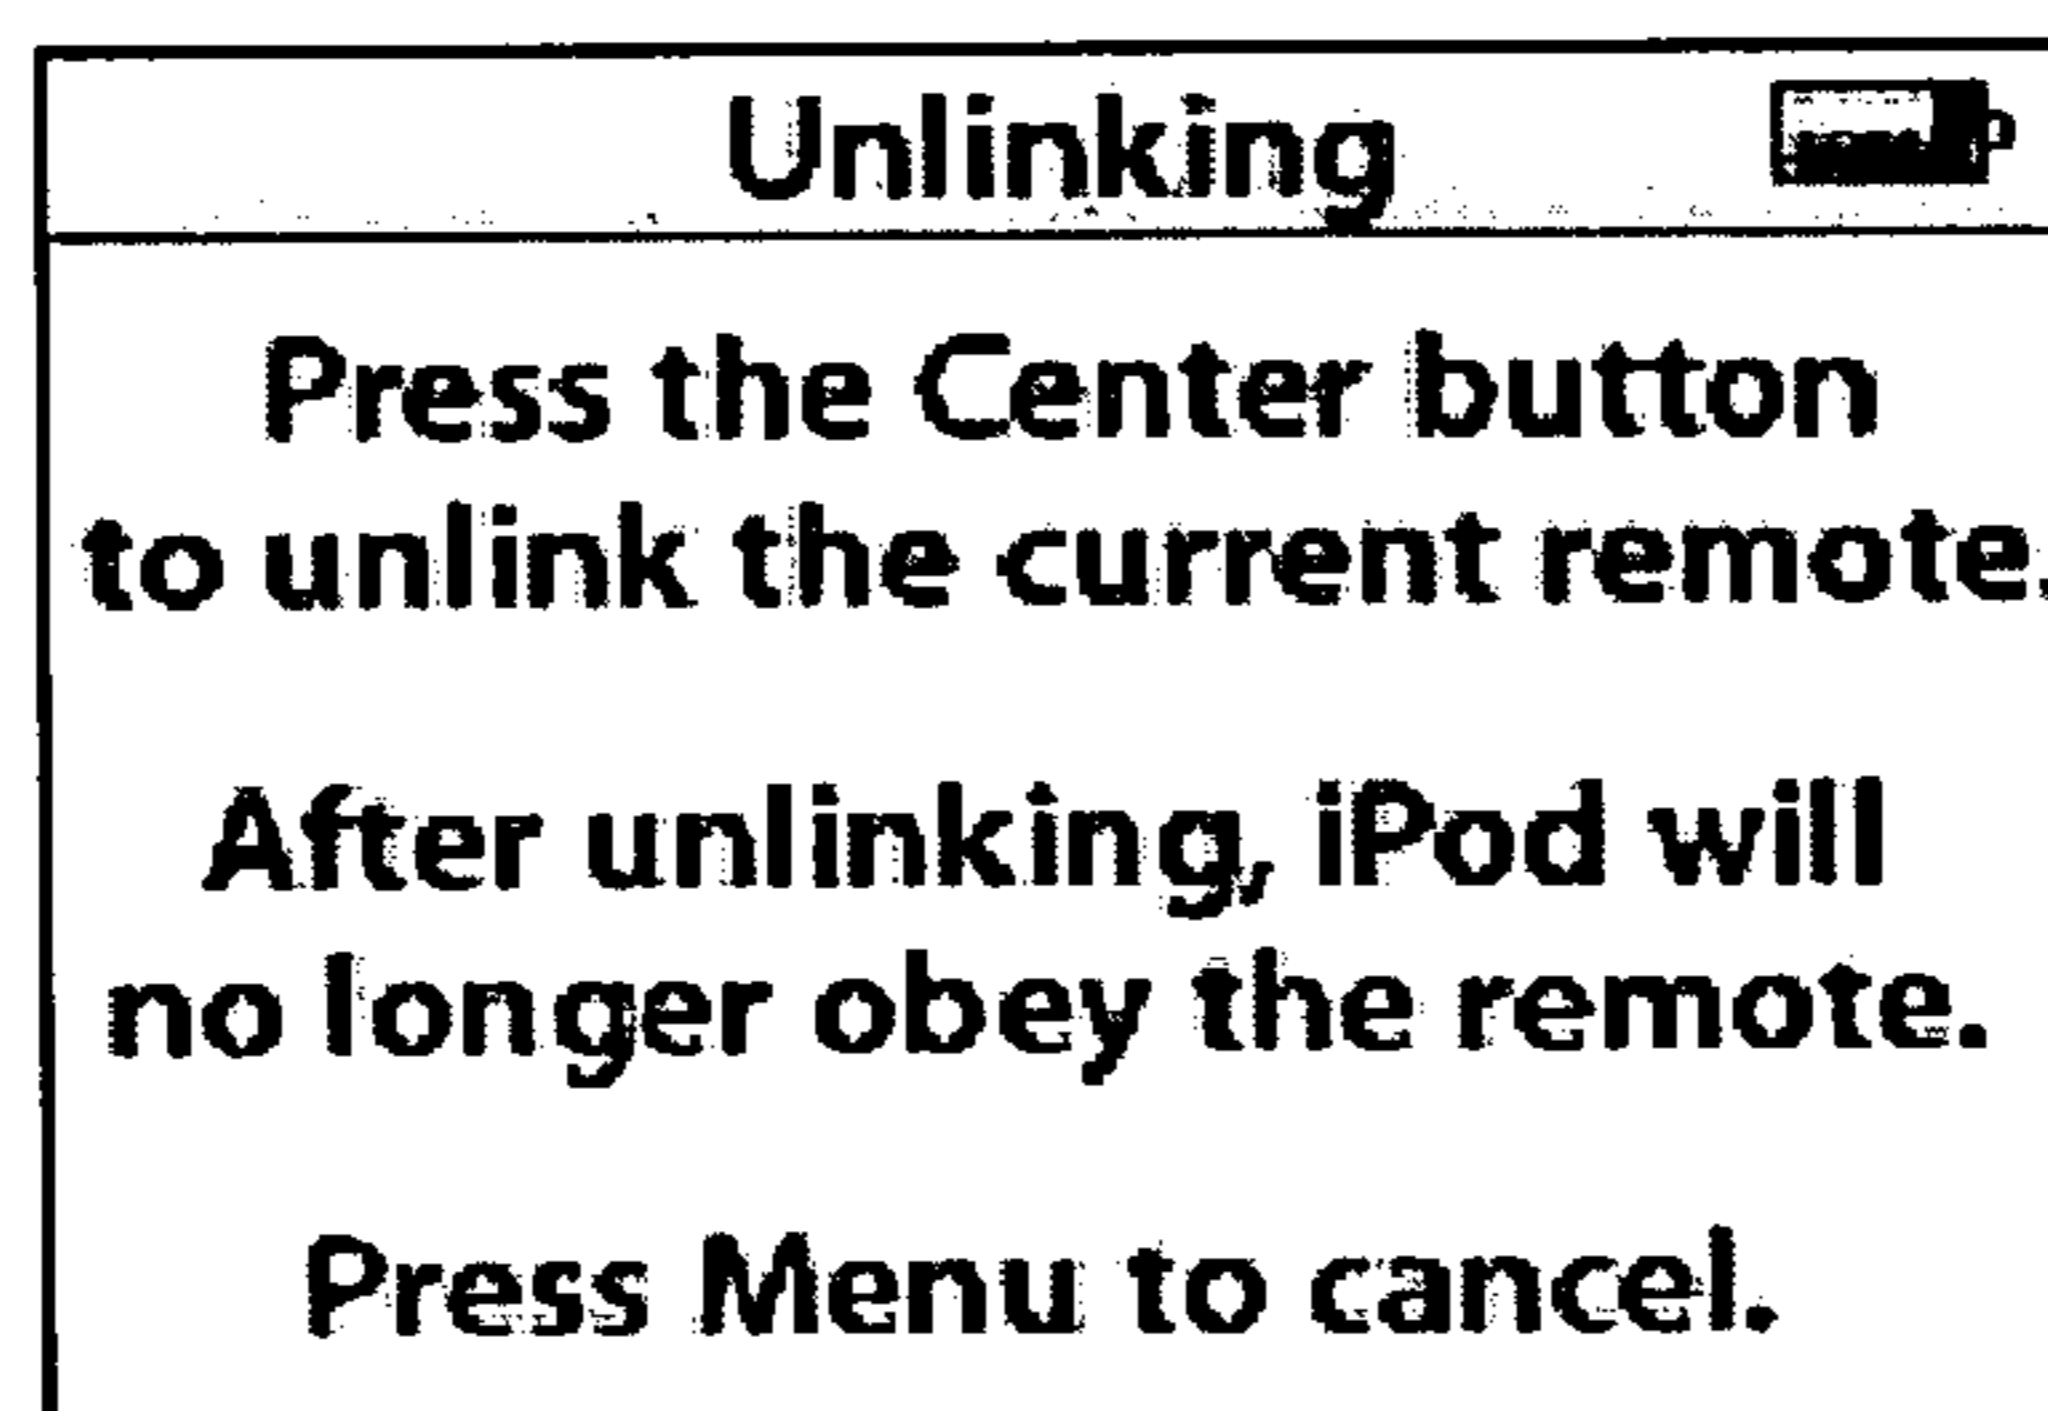 Unlinking
Press the Center button
to unlink the current remote.
After unlinking, iPod will
no longer obey the remote.
Press Menu to cancel.